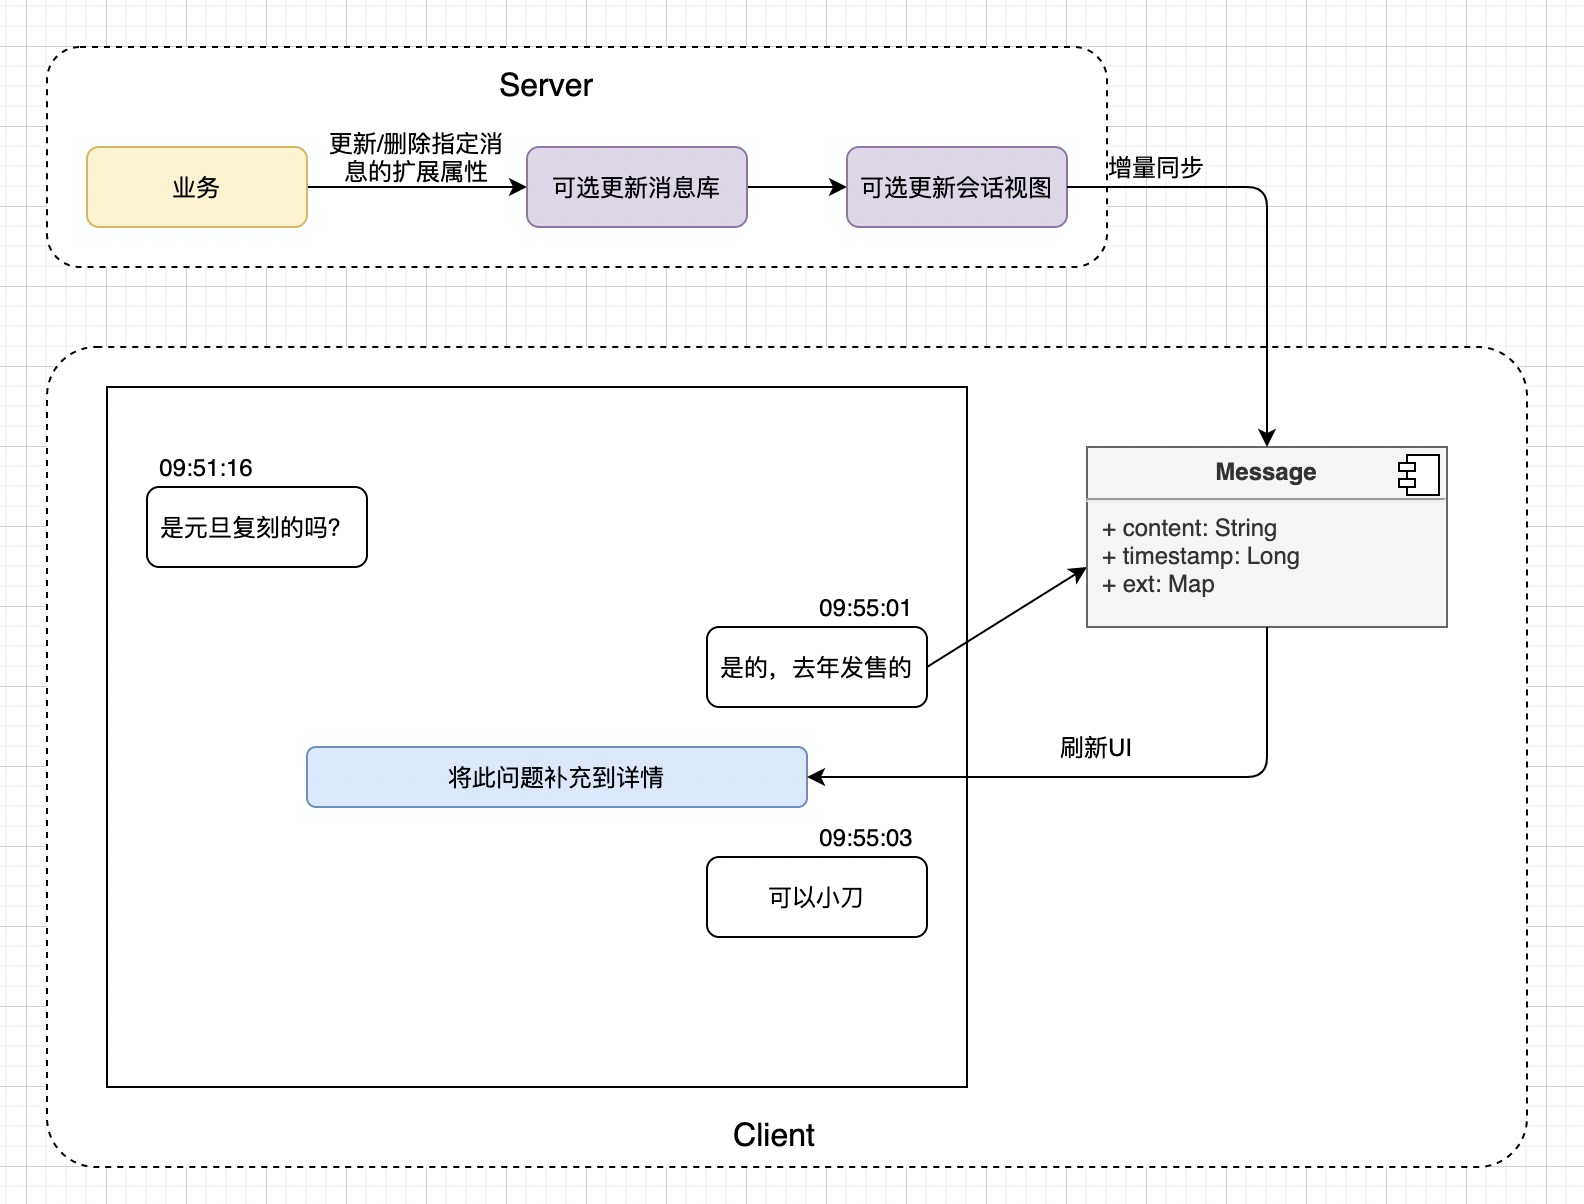 Server
更新/删除指定消
息的扩展属性
业务
可选更新消息库
可选更新会话视图
增量同步
09:51:16
是元旦复刻的吗？
Message
+ content: String
+ timestamp: Long
+ ext: Map
09:55:01
是的，去年发售的
刷新UI
将此问题补充到详情
09:55:03
可以小刀
Client